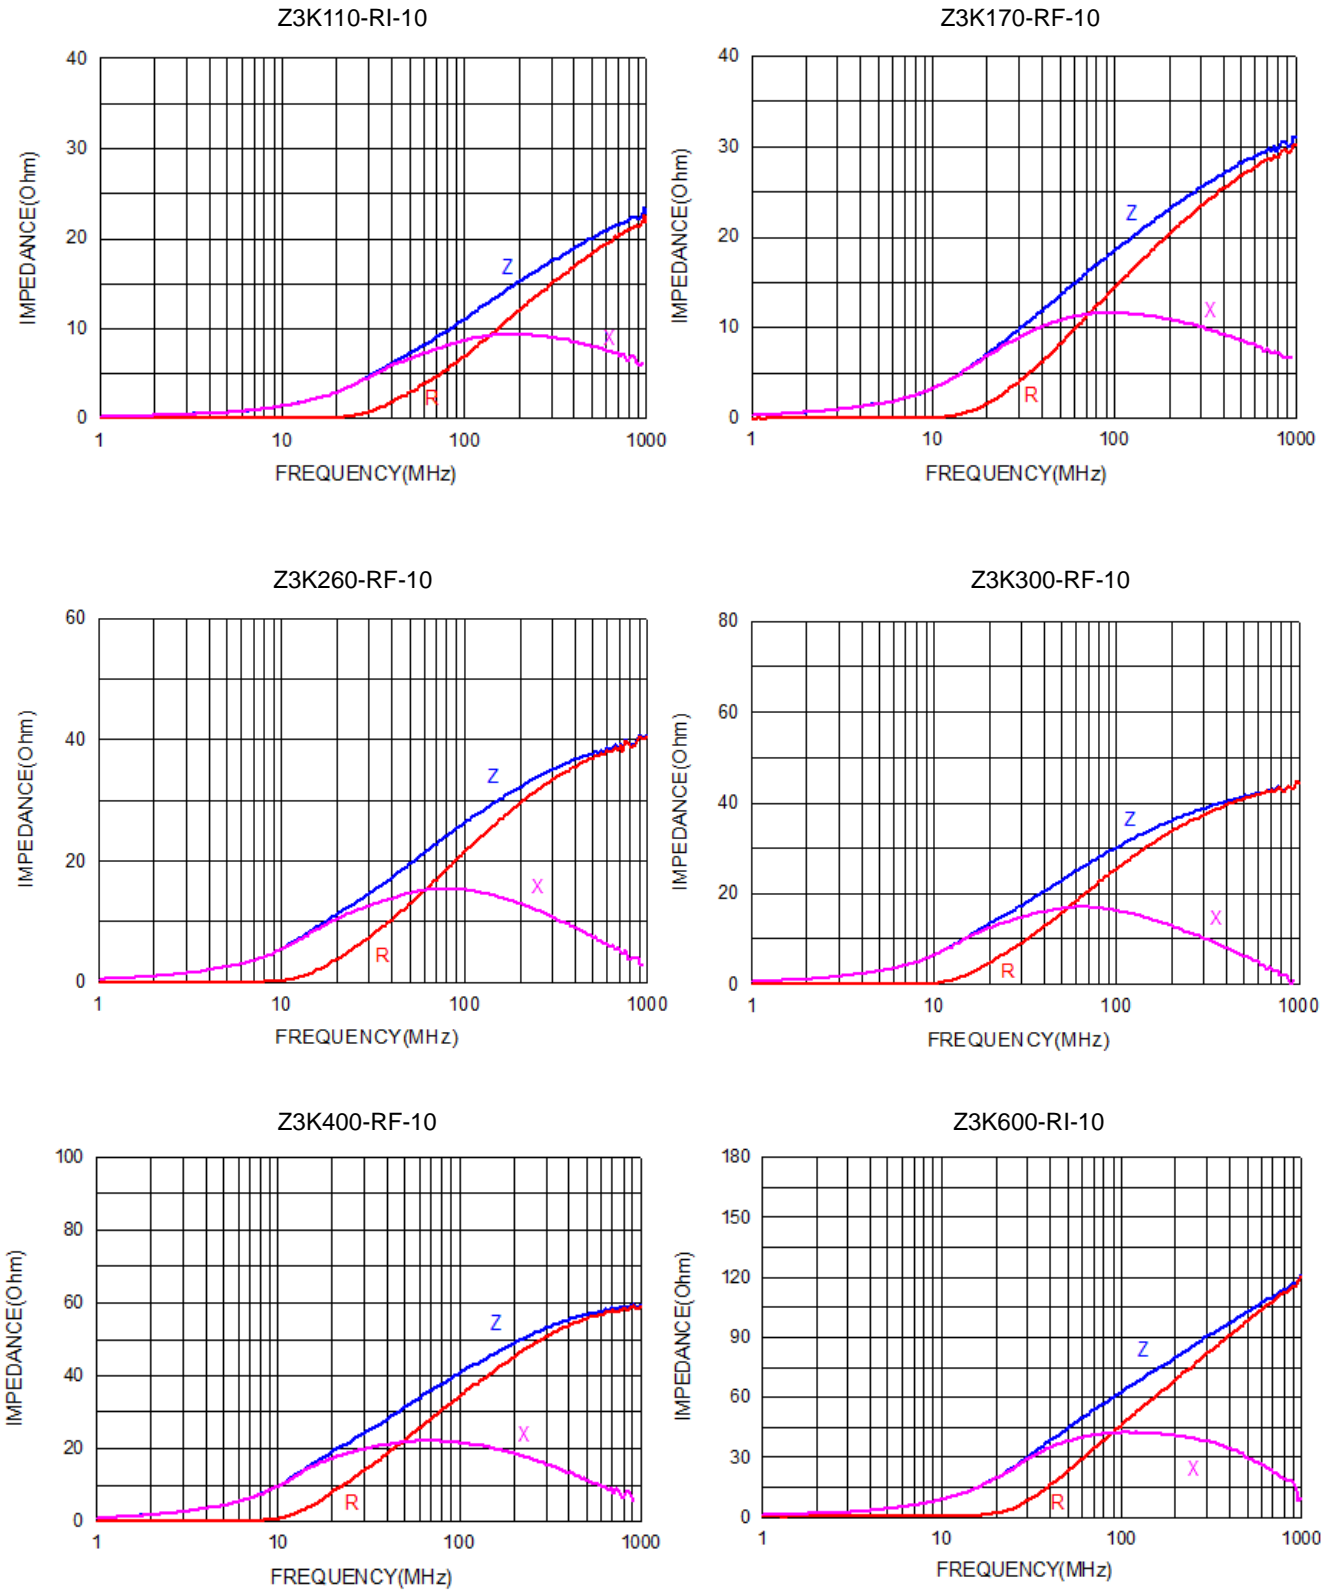 Z3K110-RI-10
40
30
20
10
0
IMPEDANCE(Ohm)
Z
X
R
1 10 100 1000
FREQUENCY(MHz)
Z3K170-RF-10
40
30
20
10
0
IMPEDANCE(Ohm)
Z
X
R
1 10 100 1000
FREQUENCY(MHz)
Z3K260-RF-10
60
40
20
0
IMPEDANCE(Ohm)
Z
X
R
1 10 100 1000
FREQUENCY(MHz)
Z3K300-RF-10
80
60
40
20
0
IMPEDANCE(Ohm)
Z
X
R
1 10 100 1000
FREQUENCY(MHz)
Z3K400-RF-10
100
80
60
40
20
0
IMPEDANCE(Ohm)
Z
X
R
1 10 100 1000
FREQUENCY(MHz)
Z3K600-RI-10
180
150
120
90
60
30
0
IMPEDANCE(Ohm)
Z
X
R
1 10 100 1000
FREQUENCY(MHz)